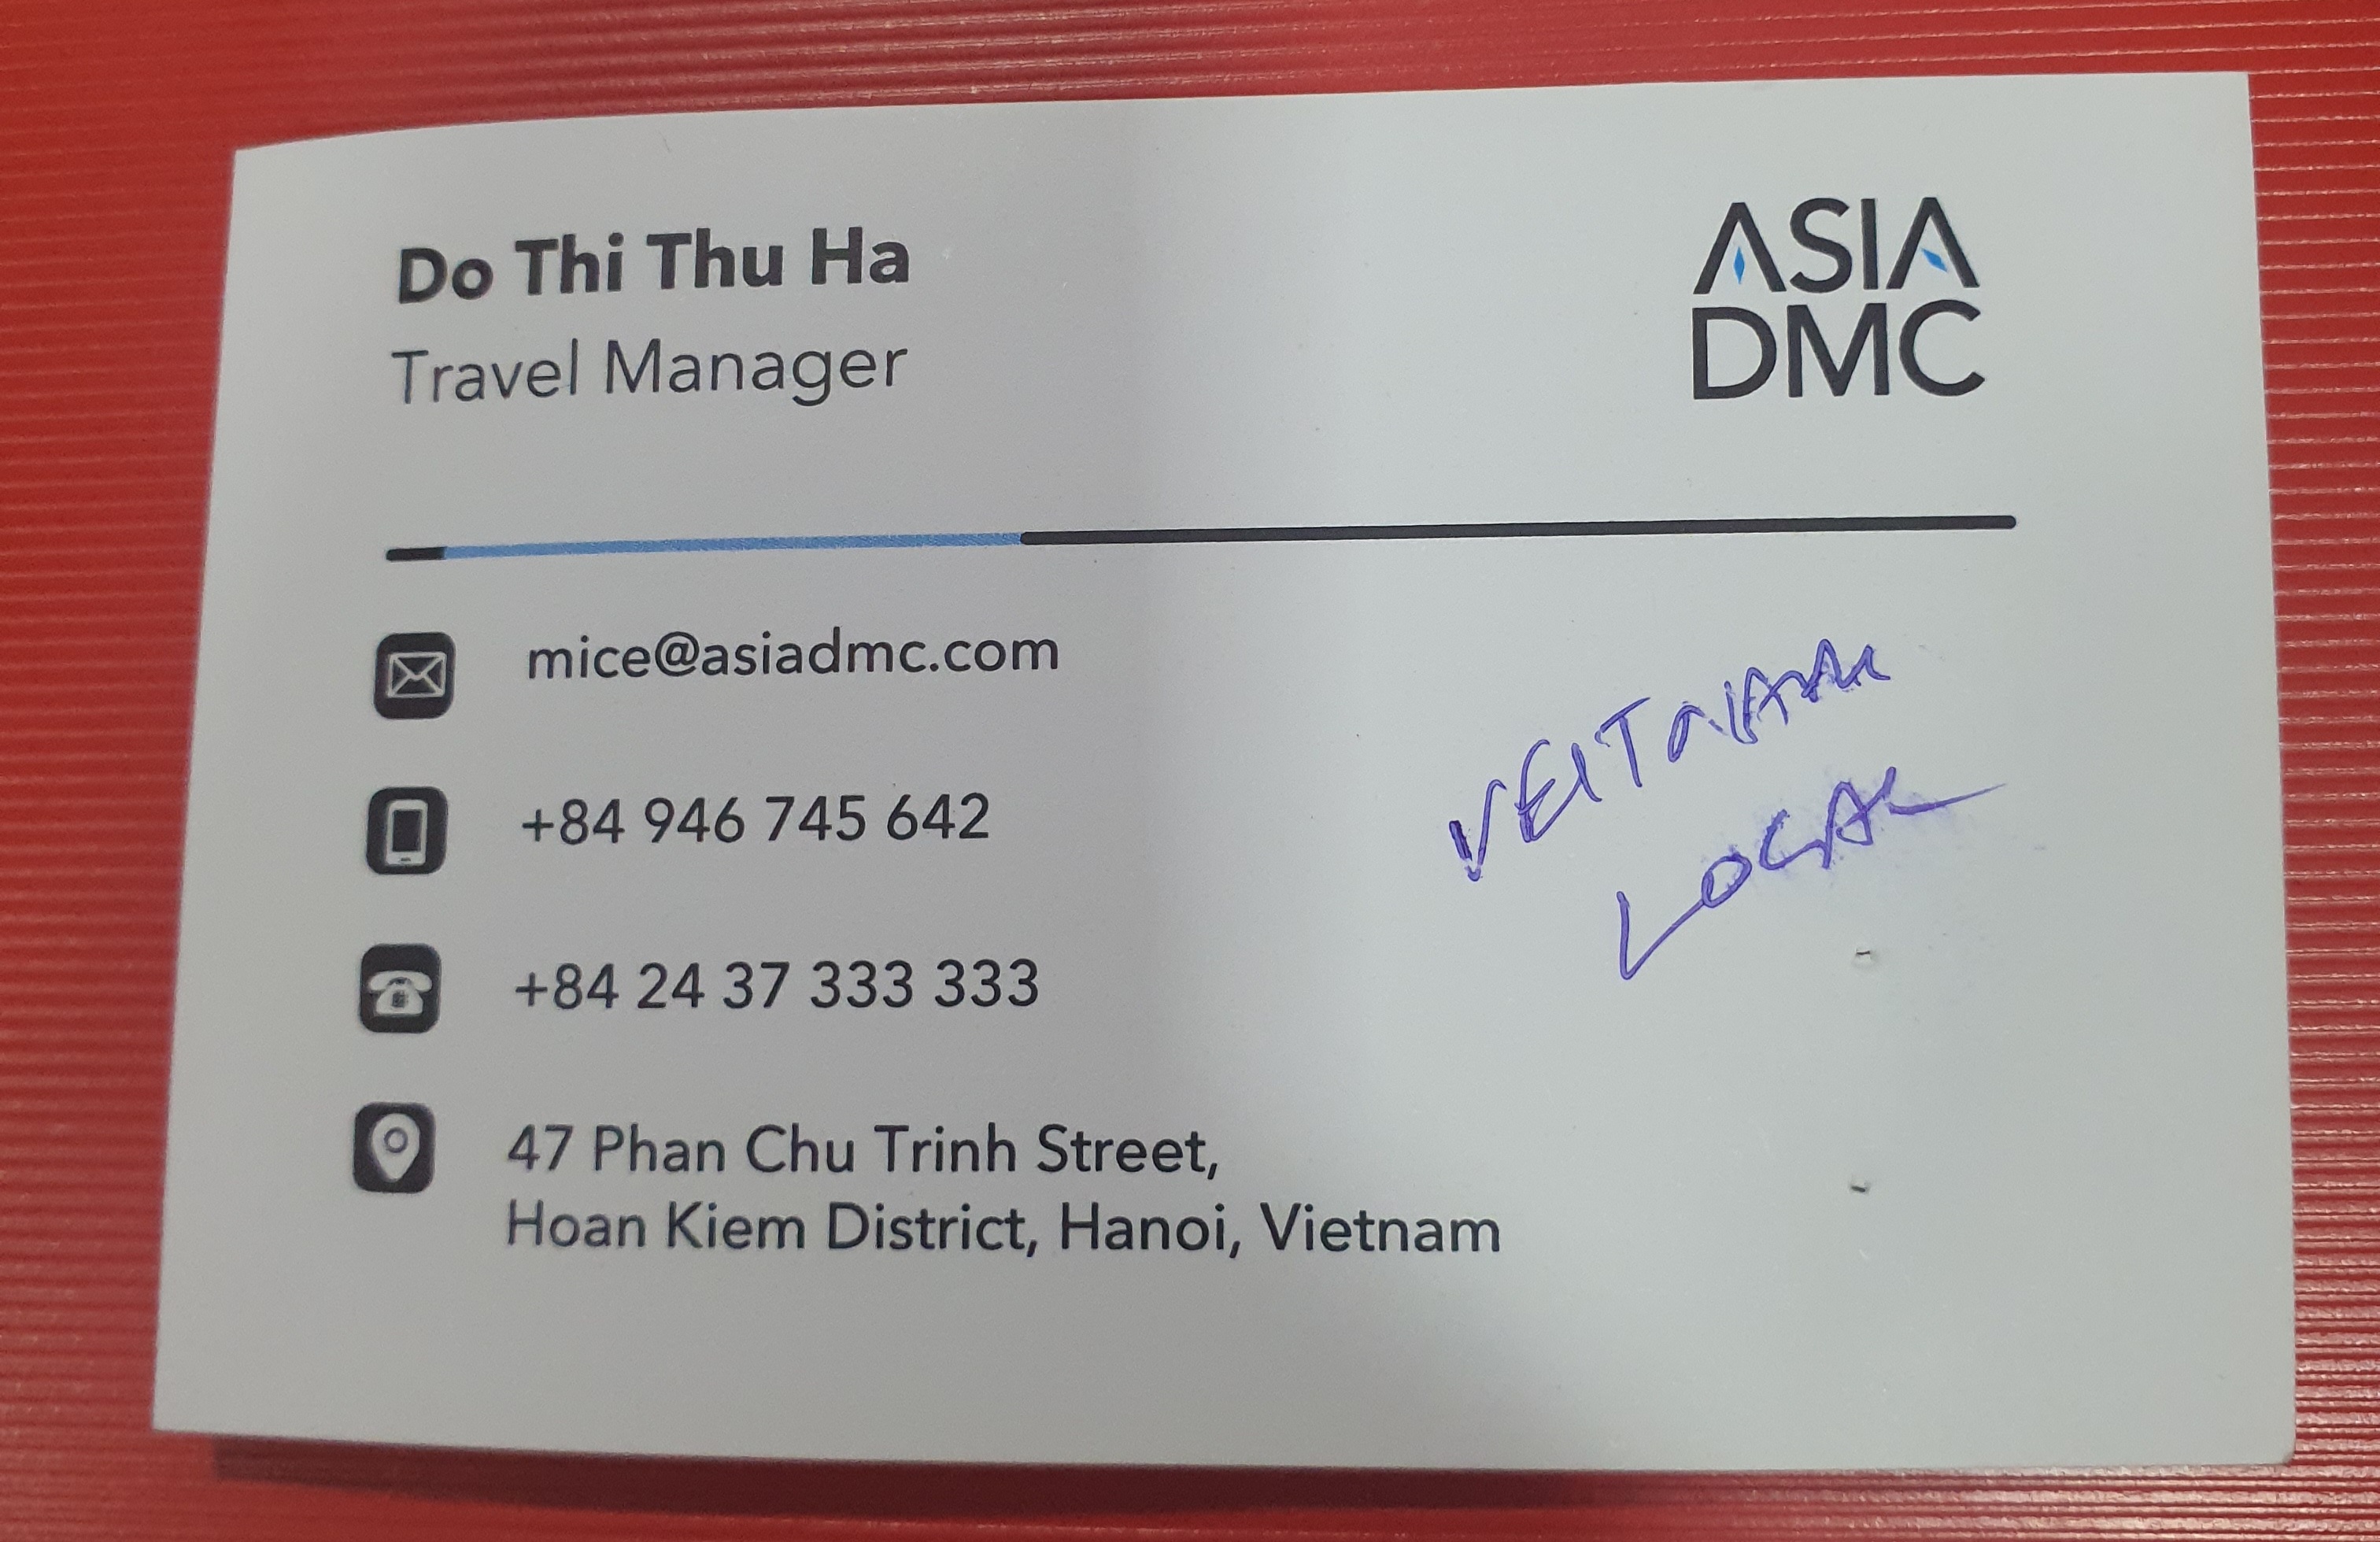 Do Thi Thu Ha
Travel Manager
ASIA
DMC
mice@asiadmc.com
+84 946 745 642
+84 24 37 333 333
47 Phan Chu Trinh Street,
Hoan Kiem District, Hanoi, Vietnam
LOCAL